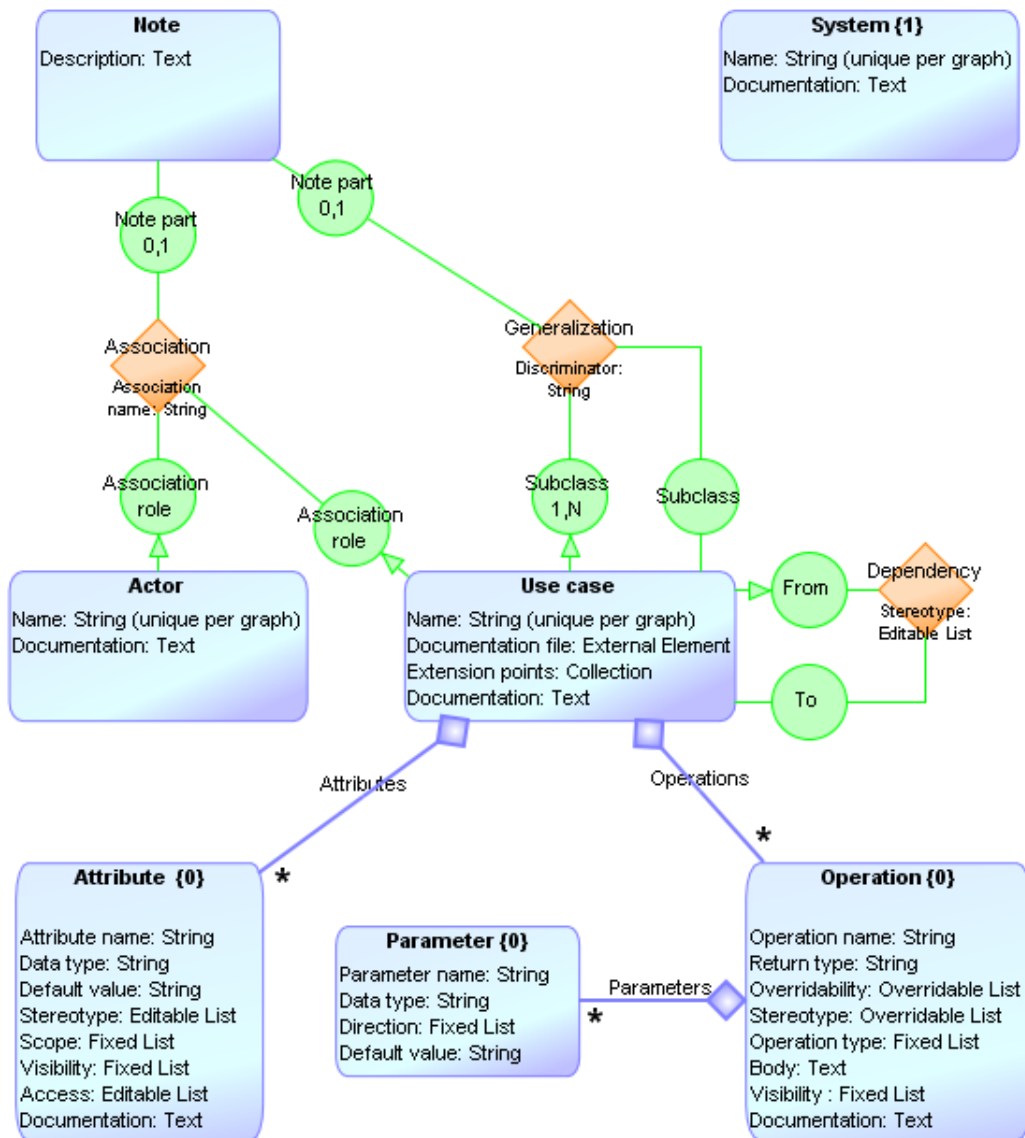 Note
Description: Text
System {1}
Name: String (unique per graph)
Documentation: Text
Note part
0,1
Note part
0,1
Association
Association
name: String
Generalization
Discriminator:
String
Association
role
Association
role
Subclass
1,N
Subclass
Actor
Name: String (unique per graph)
Documentation: Text
Use case
Name: String (unique per graph)
Documentation file: External Element
Extension points: Collection
Documentation: Text
From
Dependency
Stereotype:
Editable List
To
Attributes
*
Operations
*
Attribute {0}
Attribute name: String
Data type: String
Default value: String
Stereotype: Editable List
Scope: Fixed List
Visibility: Fixed List
Access: Editable List
Documentation: Text
Parameter {0}
Parameter name: String
Data type: String
Direction: Fixed List
Default value: String
Parameters
*
Operation {0}
Operation name: String
Return type: String
Overridability: Overridable List
Stereotype: Overridable List
Operation type: Fixed List
Body: Text
Visibility : Fixed List
Documentation: Text